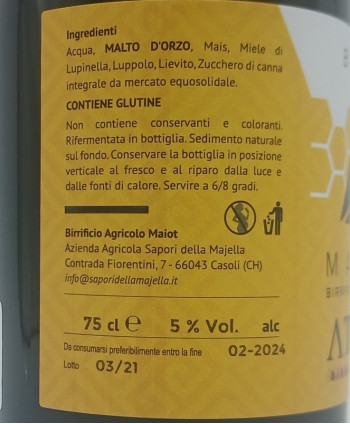 Ingredienti
Acqua, MALTO D'ORZO, Mais, Miele di
Lupinella, Luppolo, Lievito, Zucchero di canna
integrale da mercato equosolidale.
CONTIENE GLUTINE
Non contiene conservanti e coloranti.
Rifermentata in bottiglia. Sedimento naturale
sul fondo. Conservare la bottiglia in posizione
verticale al fresco e al riparo dalla luce e
dalle fonti di calore. Servire a 6/8 gradi.
Birrificio Agricolo Maiot
Azienda Agricola Sapori della Majella
Contrada Fiorentini, 7 - 66043 Casoli (CH)
info@saporidellamajella.it
75 cl ℮ 5 % Vol. alc
Da consumarsi preferibilmente entro la fine 02-2024
Lotto 03/21